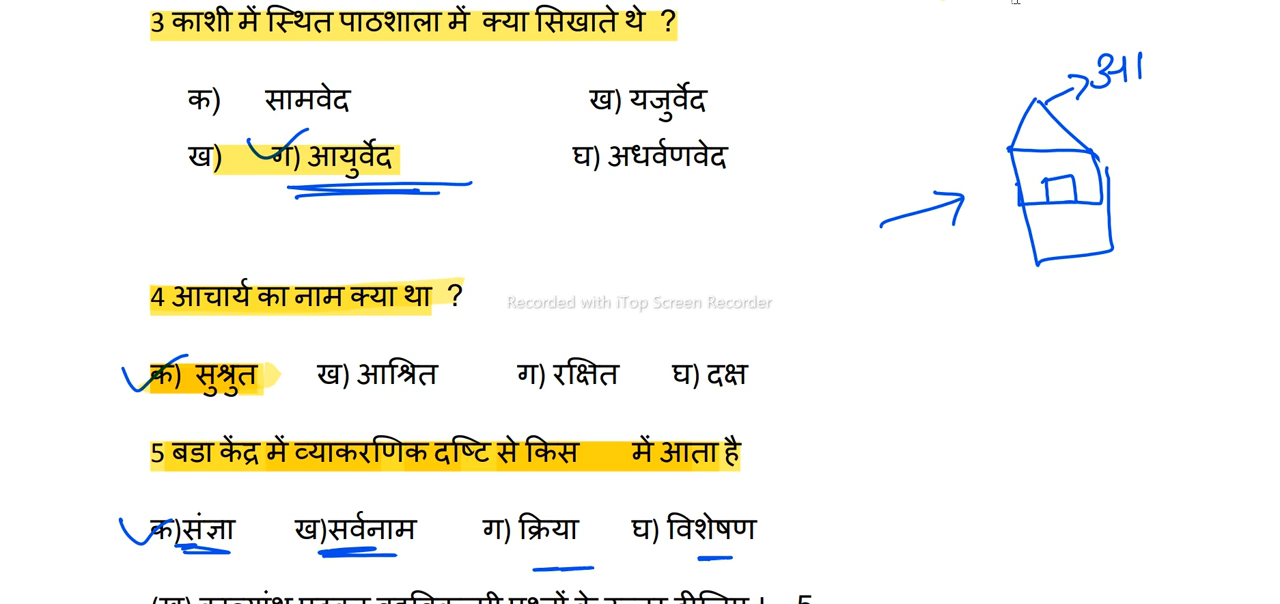 3 काशी में स्थित पाठशाला में क्या सिखाते थे ?
आ
क) सामवेद ख) यजुर्वेद
ख) ग) आयुर्वेद घ) अधर्वणवेद
4 आचार्य का नाम क्या था ?
Recorded with iTop Screen Recorder
क) सुश्रुत ख) आश्रित ग) रक्षित घ) दक्ष
5 बडा केंद्र में व्याकरणिक दष्टि से किस में आता है
क)संज्ञा ख)सर्वनाम ग) क्रिया घ) विशेषण